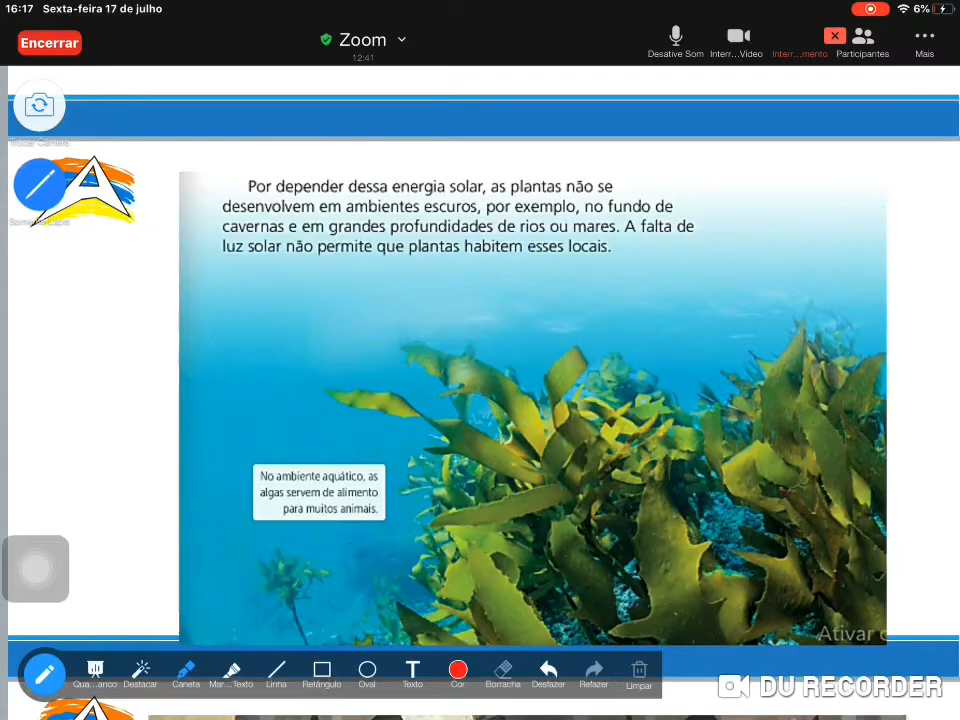 16:17 Sexta-feira 17 de julho
6%
Encerrar
Zoom
12:41
Desative Som
Interr...Vídeo
Interr...mento
Participantes
Mais
Trocar Câmera
A
Por depender dessa energia solar, as plantas não se
desenvolvem em ambientes escuros, por exemplo, no fundo de
cavernas e em grandes profundidades de rios ou mares. A falta de
luz solar não permite que plantas habitem esses locais.
No ambiente aquático, as
algas servem de alimento
para muitos animais.
Ativar
Qua...anco
Destacar
Caneta
Mar...Texto
Linha
Retângulo
Oval
T
Texto
Cor
Borracha
Desfazer
Refazer
Limpar
DU RECORDER